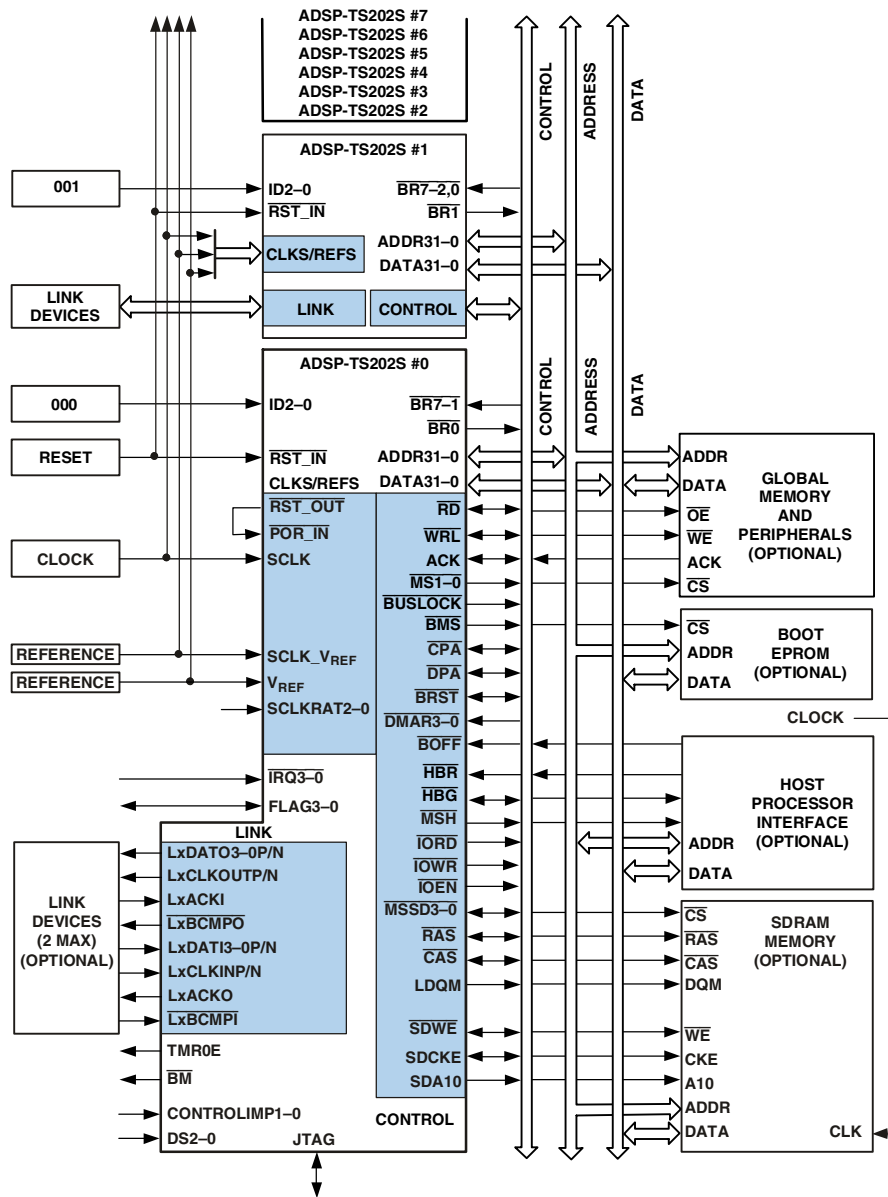 ADSP-TS202S #7
ADSP-TS202S #6
ADSP-TS202S #5
ADSP-TS202S #4
ADSP-TS202S #3
ADSP-TS202S #2
CONTROL
ADDRESS
DATA
ADSP-TS202S #1
001
ID2–0
BR7–2,0
RST_IN
BR1
ADDR31–0
CLKS/REFS
DATA31–0
LINK
DEVICES
LINK
CONTROL
ADSP-TS202S #0
CONTROL
ADDRESS
DATA
000
ID2–0
BR7–1
BR0
RESET
RST_IN
ADDR31–0
CLKS/REFS
DATA31–0
RST_OUT
RD
POR_IN
WRL
CLOCK
SCLK
ACK
MS1–0
BUSLOCK
BMS
REFERENCE
SCLK_VREF
CPA
REFERENCE
VREF
DPA
SCLKRAT2–0
BRST
DMAR3–0
BOFF
IRQ3–0
HBR
FLAG3–0
HBG
MSH
IORD
IOWR
IOEN
MSSD3–0
RAS
CAS
LDQM
SDWE
SDCKE
SDA10
CONTROL
LINK
LxDATO3–0P/N
LxCLKOUTP/N
LxACKI
LxBCMPO
LxDATI3–0P/N
LxCLKINP/N
LxACKO
LxBCMPI
LINK
DEVICES
(2 MAX)
(OPTIONAL)
TMR0E
BM
CONTROLIMP1–0
DS2–0
JTAG
ADDR
DATA
OE
WE
ACK
CS
GLOBAL
MEMORY
AND
PERIPHERALS
(OPTIONAL)
CS
ADDR
DATA
BOOT
EPROM
(OPTIONAL)
CLOCK
HOST
PROCESSOR
INTERFACE
(OPTIONAL)
ADDR
DATA
SDRAM
MEMORY
(OPTIONAL)
CS
RAS
CAS
DQM
WE
CKE
A10
ADDR
DATA
CLK